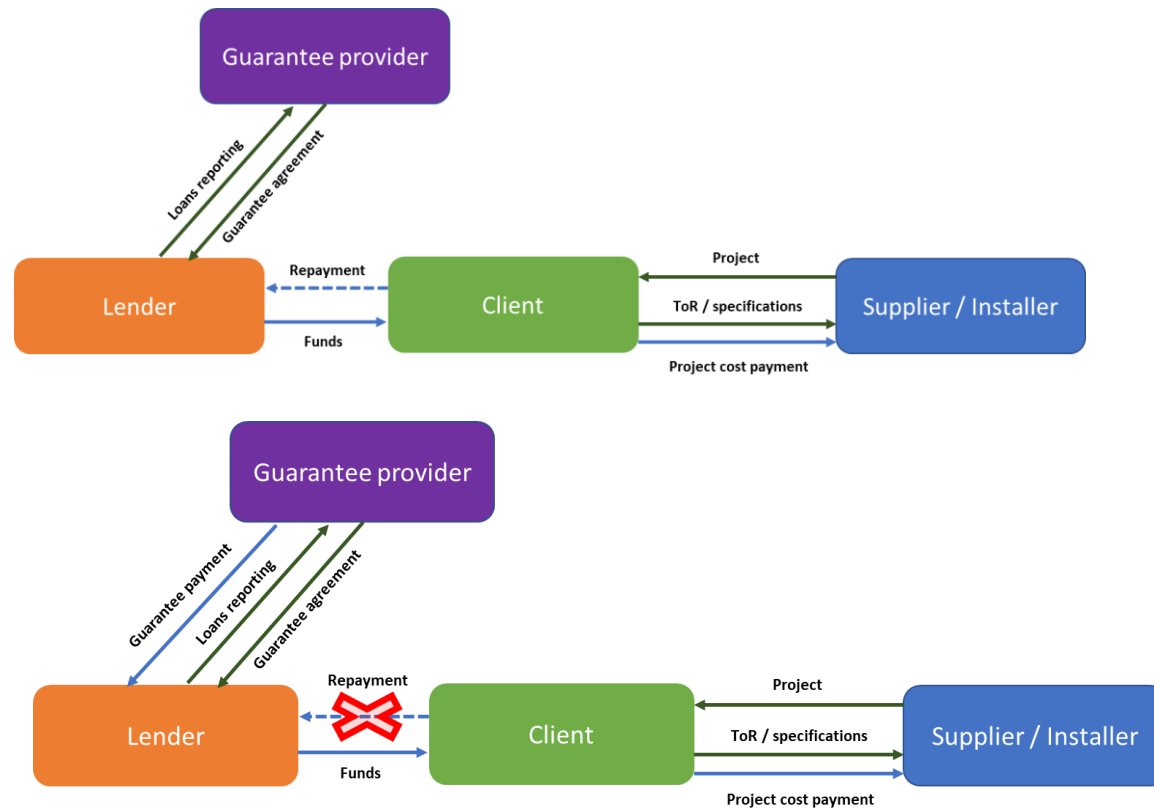 Guarantee provider
Loans reporting
Guarantee agreement
Lender
Repayment
Funds
Client
Project
ToR / specifications
Project cost payment
Supplier / Installer
Guarantee provider
Guarantee payment
Loans reporting
Guarantee agreement
Lender
Repayment
Funds
Client
Project
ToR / specifications
Project cost payment
Supplier / Installer